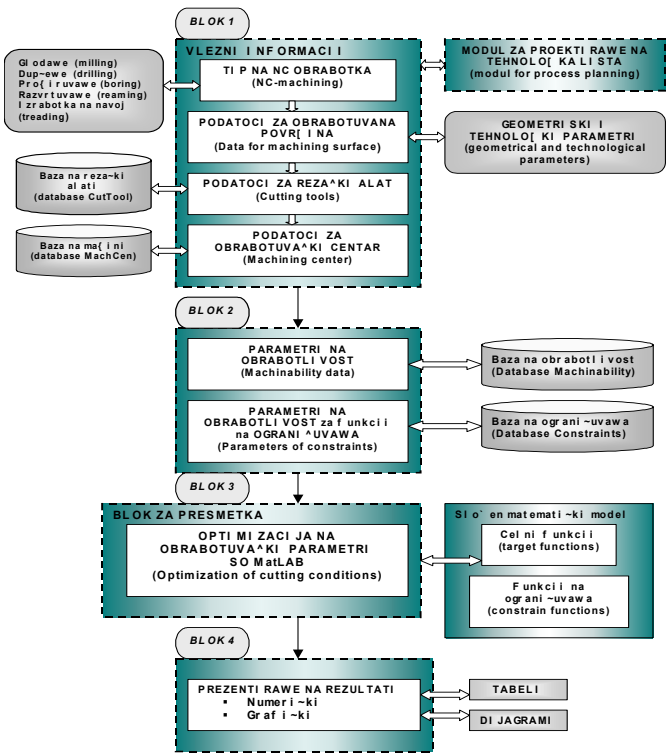 BLOK 1
VLEZNI INFORMACII
Glodawe (milling)
Dup~ewe (drilling)
Pro{iruvawe (boring)
Razvrtuvawe (reaming)
Izrabotka na navoj
(treading)
TIP NA NC OBRABOTKA
(NC-machining)
MODUL ZA PROEKTIRAWE NA
TEHNOLO[KA LISTA
(modul for process planning)
PODATOCI ZA OBRABOTUVANA
POVR[INA
(Data for machining surface)
GEOMETRISKI I
TEHNOLO[KI PARAMETRI
(geometrical and technological
parameters)
Baza na reza~ki
alati
(database CutTool)
PODATOCI ZA REZA^KI ALAT
(Cutting tools)
Baza na ma{ini
(database MachCen)
PODATOCI ZA
OBRABOTUVA^KI CENTAR
(Machining center)
BLOK 2
PARAMETRI NA
OBRABOTLIVOST
(Machinability data)
Baza na obrabotlivost
(Database Machinability)
PARAMETRI NA
OBRABOTLIVOST za funkcii
na OGRANI^UVAWA
(Parameters of constraints)
Baza na ograni~uvawa
(Database Constraints)
BLOK 3
BLOK ZA PRESMETKA
OPTIMIZACIJA NA
OBRABOTUVA^KI PARAMETRI
SO MatLAB
(Optimization of cutting conditions)
Slo`en matemati~ki model
Celni funkcii
(target functions)
Funkcii na
ograni~uvawa
(constrain functions)
BLOK 4
PREZENTIRAWE NA REZULTATI
▪ Numeri~ki
▪ Grafi~ki
TABELI
DIJAGRAMI